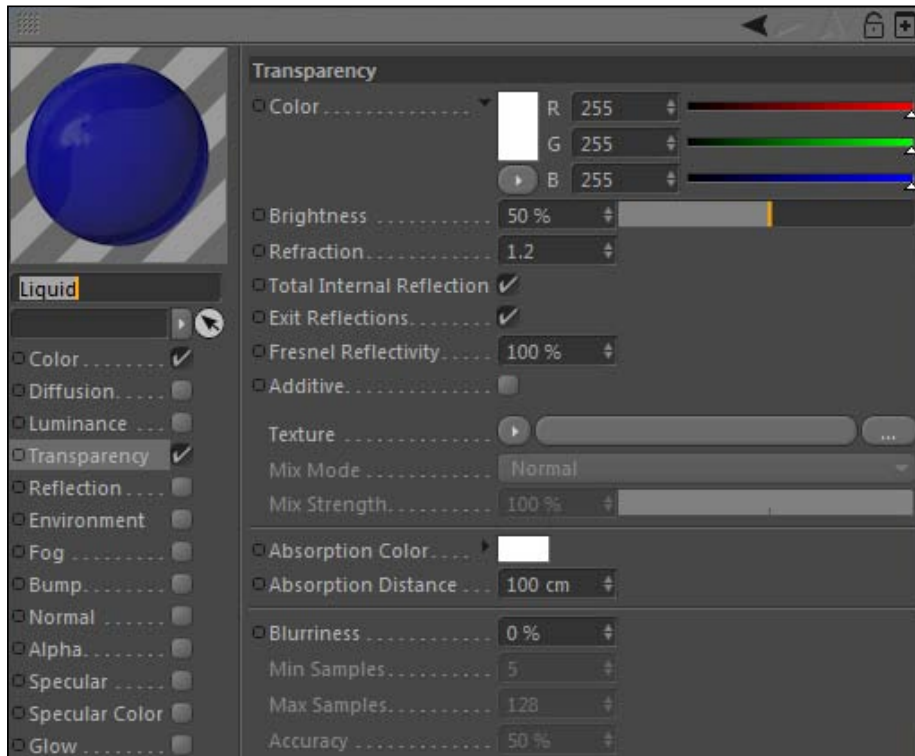 Liquid
Color
Diffusion
Luminance
Transparency
Reflection
Environment
Fog
Bump
Normal
Alpha
Specular
Specular Color
Glow
Transparency
Color R 255
G 255
B 255
Brightness 50 %
Refraction 1.2
Total Internal Reflection
Exit Reflections
Fresnel Reflectivity 100 %
Additive
Texture ...
Mix Mode Normal
Mix Strength 100 %
Absorption Color
Absorption Distance 100 cm
Blurriness 0 %
Min Samples 5
Max Samples 128
Accuracy 50 %